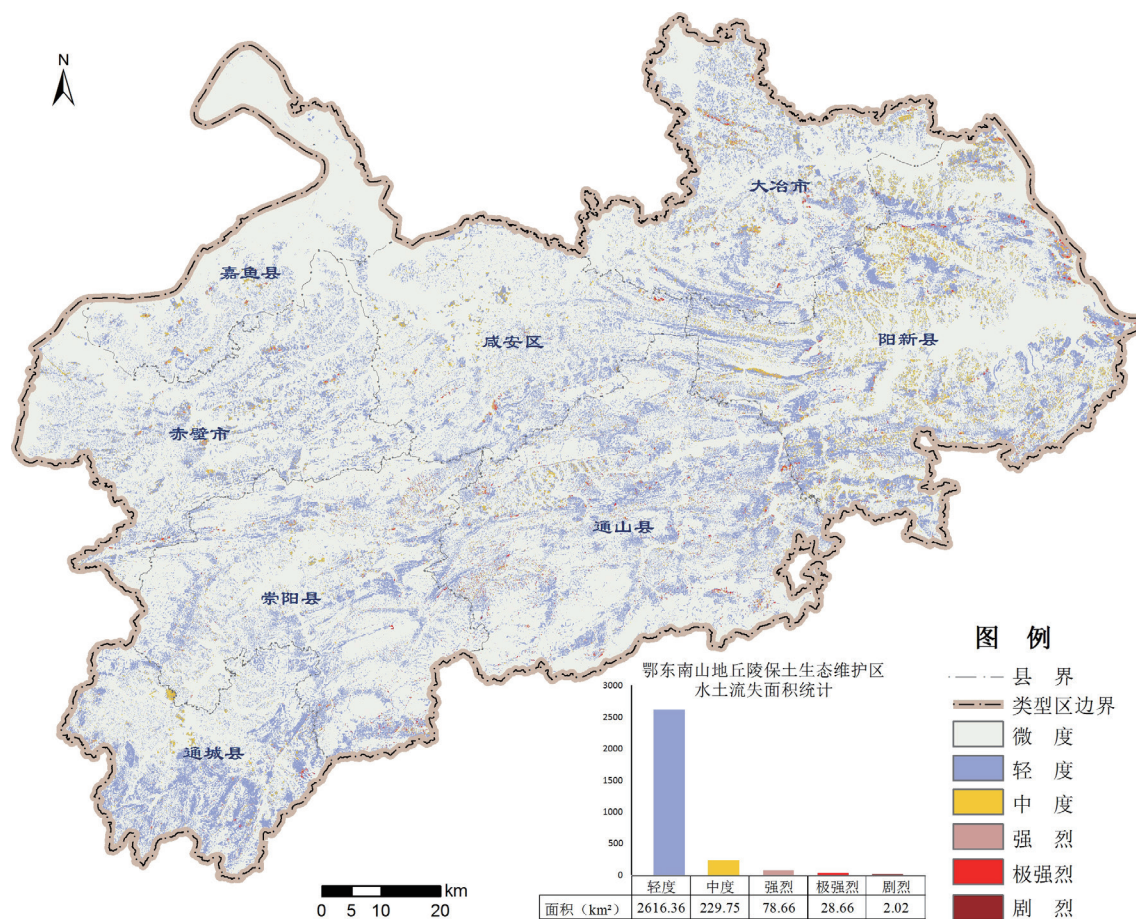 N
大冶市
嘉鱼县
咸安区
阳新县
赤壁市
通山县
崇阳县
通城县
图 例
县 界
类型区边界
微 度
轻 度
中 度
强 烈
极强烈
剧 烈
鄂东南山地丘陵保土生态维护区
水土流失面积统计
3000
2500
2000
1500
1000
500
0
轻度 中度 强烈 极强烈 剧烈
面积（km²） 2616.36 229.75 78.66 28.66 2.02
km
0 5 10 20